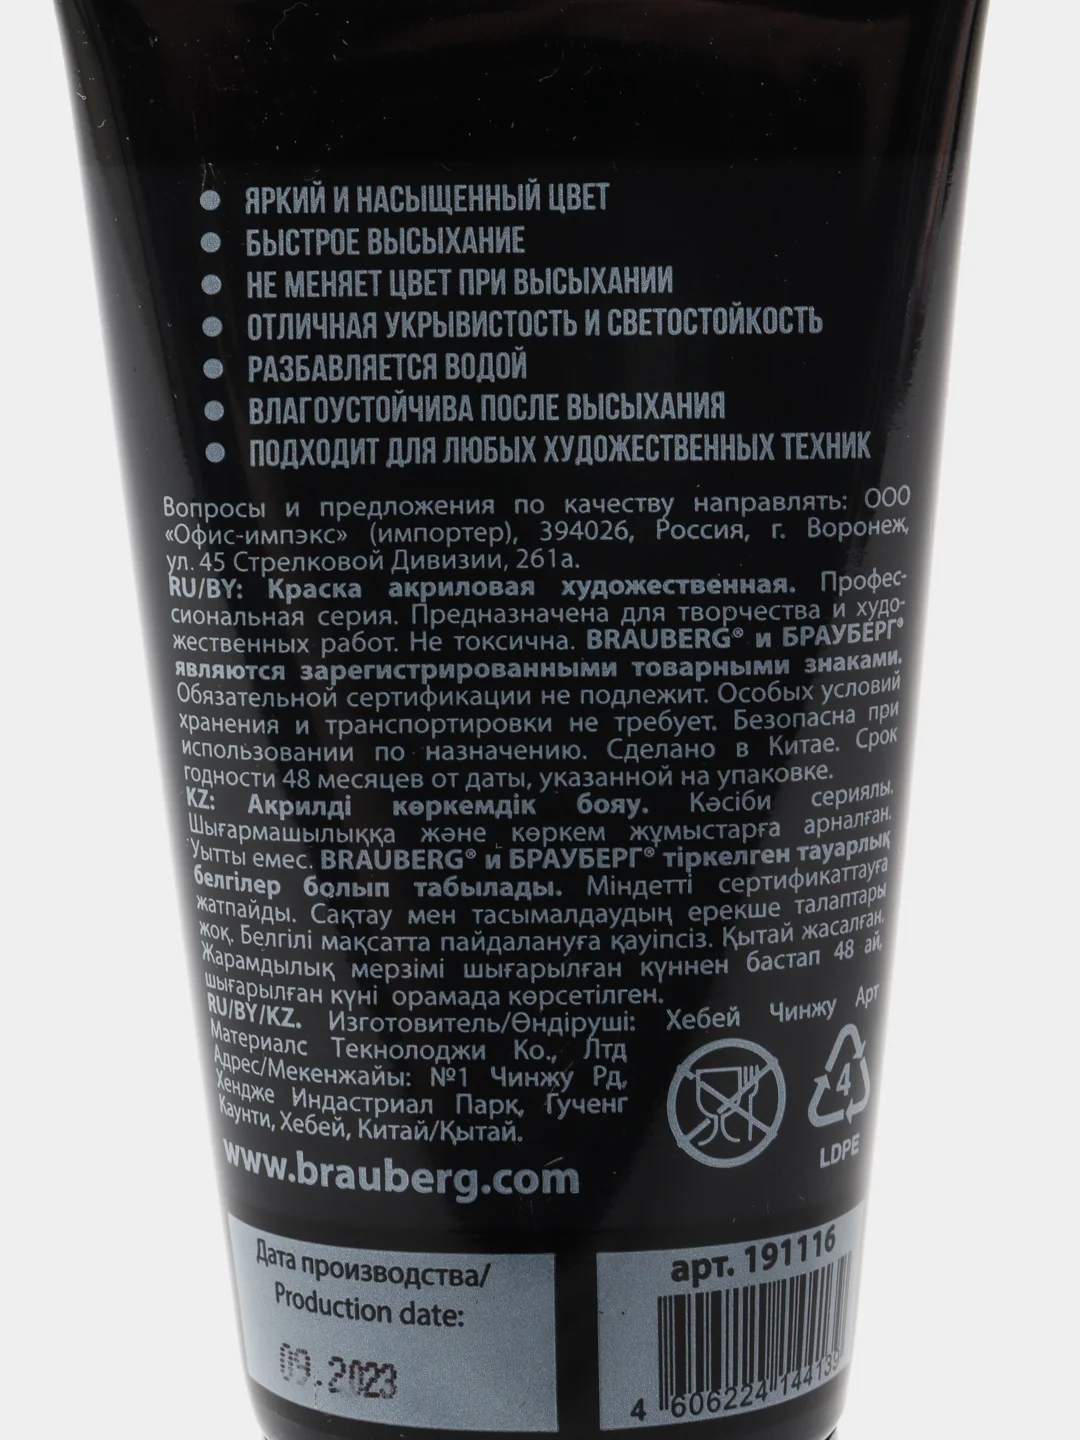 ЯРКИЙ И НАСЫЩЕННЫЙ ЦВЕТ
БЫСТРОЕ ВЫСЫХАНИЕ
НЕ МЕНЯЕТ ЦВЕТ ПРИ ВЫСЫХАНИИ
ОТЛИЧНАЯ УКРЫВИСТОСТЬ И СВЕТОСТОЙКОСТЬ
РАЗБАВЛЯЕТСЯ ВОДОЙ
ВЛАГОУСТОЙЧИВА ПОСЛЕ ВЫСЫХАНИЯ
ПОДХОДИТ ДЛЯ ЛЮБЫХ ХУДОЖЕСТВЕННЫХ ТЕХНИК
Вопросы и предложения по качеству направлять: ООО
«Офис-импэкс» (импортер), 394026, Россия, г. Воронеж,
ул. 45 Стрелковой Дивизии, 261а.
RU/BY: Краска акриловая художественная. Профес-
сиональная серия. Предназначена для творчества и худо-
жественных работ. Не токсична. BRAUBERG® и БРАУБЕРГ®
являются зарегистрированными товарными знаками.
Обязательной сертификации не подлежит. Особых условий
хранения и транспортировки не требует. Безопасна при
использовании по назначению. Сделано в Китае. Срок
годности 48 месяцев от даты, указанной на упаковке.
KZ: Акрилді көркемдік бояу. Кәсіби сериялы.
Шығармашылыққа және көркем жұмыстарға арналған.
Уытты емес. BRAUBERG® и БРАУБЕРГ® тіркелген тауарлық
белгілер болып табылады. Міндетті сертификаттауға
жатпайды. Сақтау мен тасымалдаудың ерекше талаптары
жоқ. Белгілі мақсатта пайдалануға қауіпсіз. Қытай жасалған.
Жарамдылық мерзімі шығарылған күннен бастап 48 ай,
шығарылған күні орамада көрсетілген.
RU/BY/KZ. Изготовитель/Өндіруші: Хебей Чинжу Арт
Материалс Текнолоджи Ко., Лтд
Адрес/Мекенжайы: №1 Чинжу Рд,
Хендже Индастриал Парк, Гученг
Каунти, Хебей, Китай/Қытай.
4
LDPE
www.brauberg.com
Дата производства/
Production date:
09.2023
арт. 191116
4 606224 144139